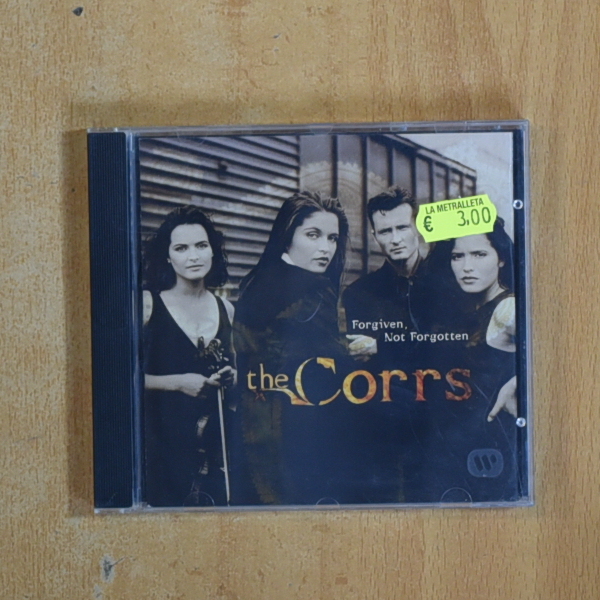 LA METRALLETA
€ 3,00
Forgiven,
Not Forgotten
the Corrs